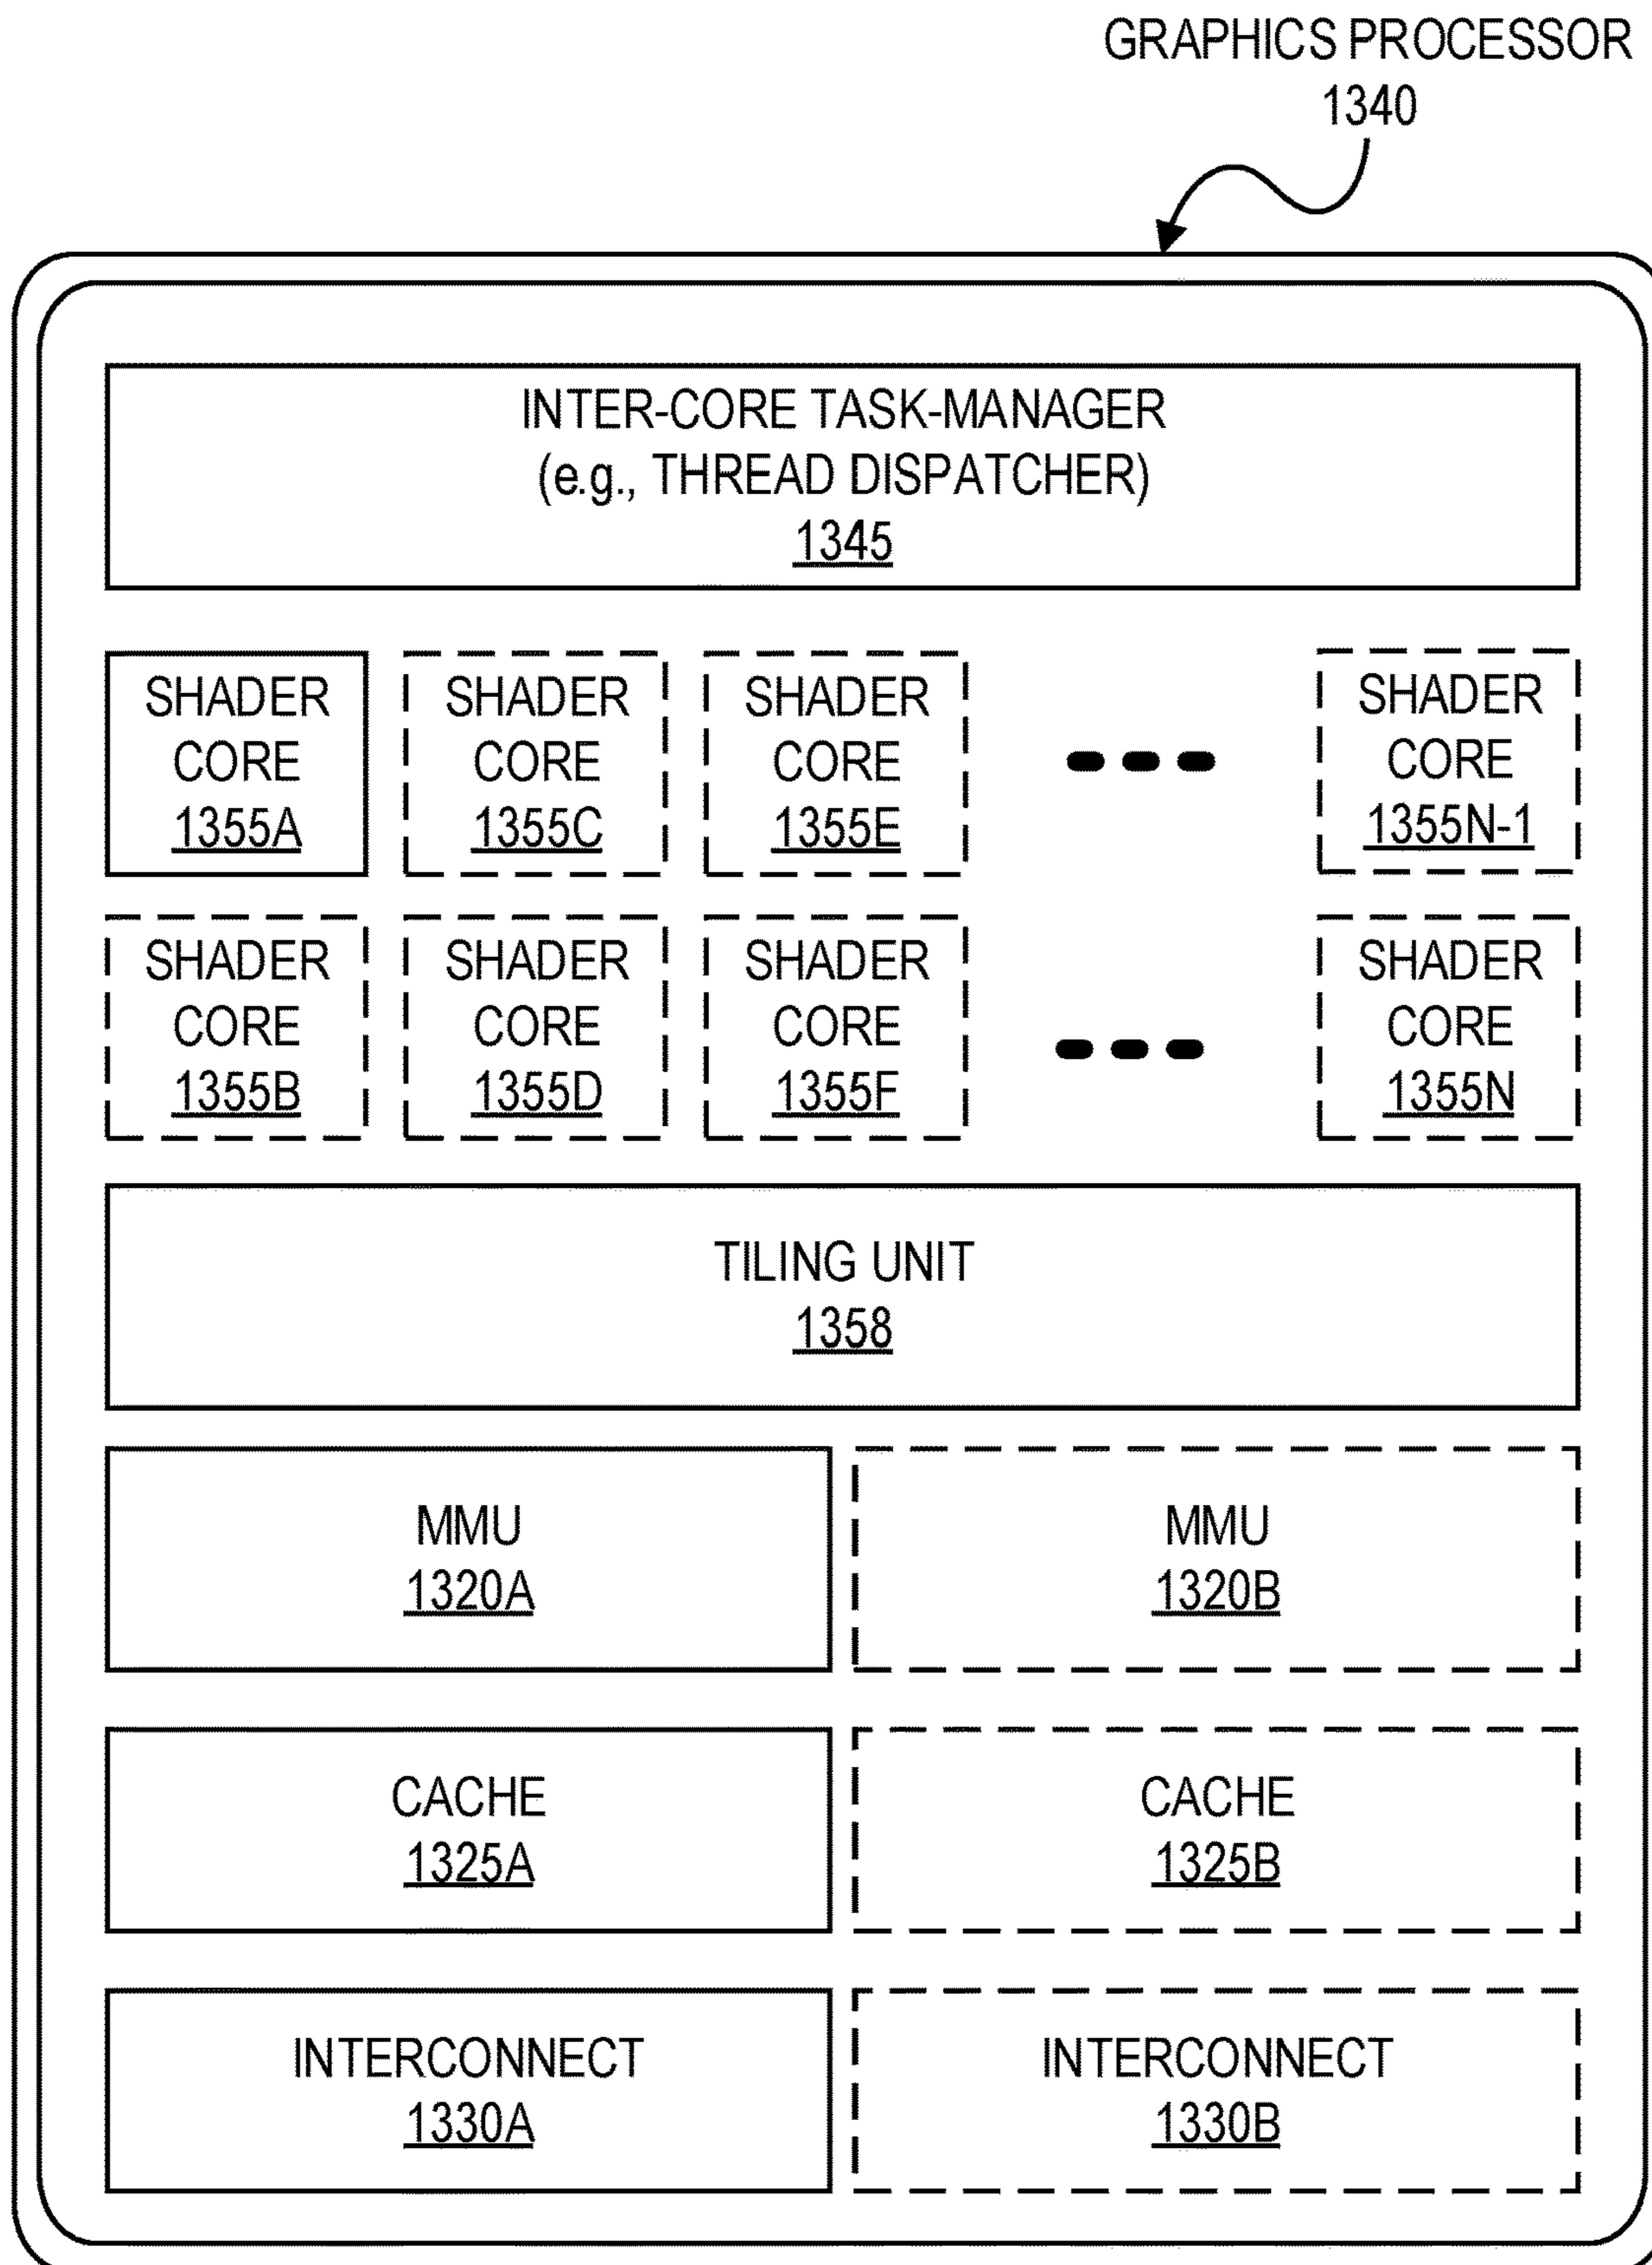 GRAPHICS PROCESSOR
1340
INTER-CORE TASK-MANAGER
(e.g., THREAD DISPATCHER)
1345
SHADER
CORE
1355A
SHADER
CORE
1355C
SHADER
CORE
1355E
SHADER
CORE
1355N-1
SHADER
CORE
1355B
SHADER
CORE
1355D
SHADER
CORE
1355F
SHADER
CORE
1355N
TILING UNIT
1358
MMU
1320A
MMU
1320B
CACHE
1325A
CACHE
1325B
INTERCONNECT
1330A
INTERCONNECT
1330B